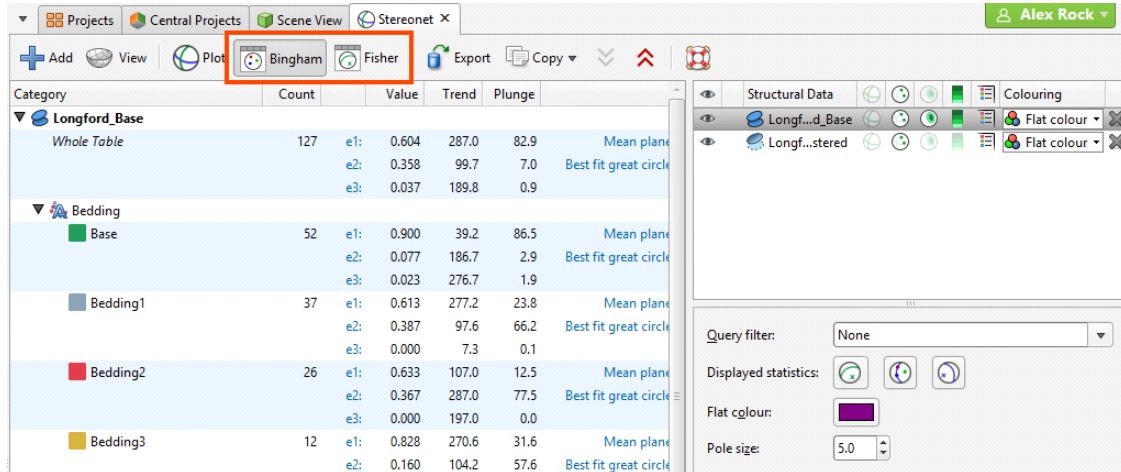 Projects Central Projects Scene View Stereonet Alex Rock
Add View Plot Bingham Fisher Export Copy
Category Count Value Trend Plunge
Longford_Base
Whole Table 127 e1: 0.604 287.0 82.9 Mean plane
e2: 0.358 99.7 7.0 Best fit great circle
e3: 0.037 189.8 0.9
Bedding
Base 52 e1: 0.900 39.2 86.5 Mean plane
e2: 0.077 186.7 2.9 Best fit great circle
e3: 0.023 276.7 1.9
Bedding1 37 e1: 0.613 277.2 23.8 Mean plane
e2: 0.387 97.6 66.2 Best fit great circle
e3: 0.000 7.3 0.1
Bedding2 26 e1: 0.633 107.0 12.5 Mean plane
e2: 0.367 287.0 77.5 Best fit great circle
e3: 0.000 197.0 0.0
Bedding3 12 e1: 0.828 270.6 31.6 Mean plane
e2: 0.160 104.2 57.6 Best fit great circle
Structural Data Colouring
Longf...d_Base Flat colour
Longf...stered Flat colour
Query filter: None
Displayed statistics:
Flat colour:
Pole size: 5.0